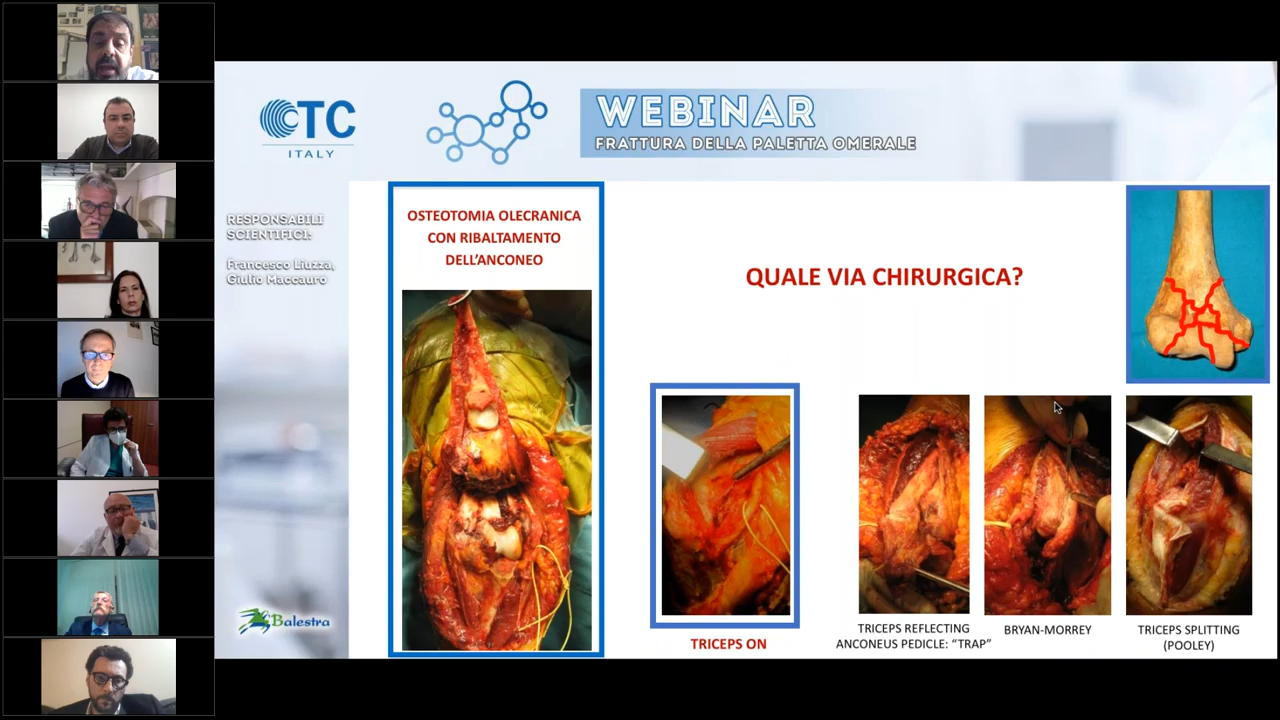 OTC
ITALY
WEBINAR
FRATTURA DELLA PALETTA OMERALE
RESPONSABILI
SCIENTIFICI:
Francesco Liuzza,
Giulio Maccauro
OSTEOTOMIA OLECRANICA
CON RIBALTAMENTO
DELL'ANCONEO
QUALE VIA CHIRURGICA?
TRICEPS ON
TRICEPS REFLECTING
ANCONEUS PEDICLE: “TRAP”
BRYAN-MORREY
TRICEPS SPLITTING
(POOLEY)
Balestra